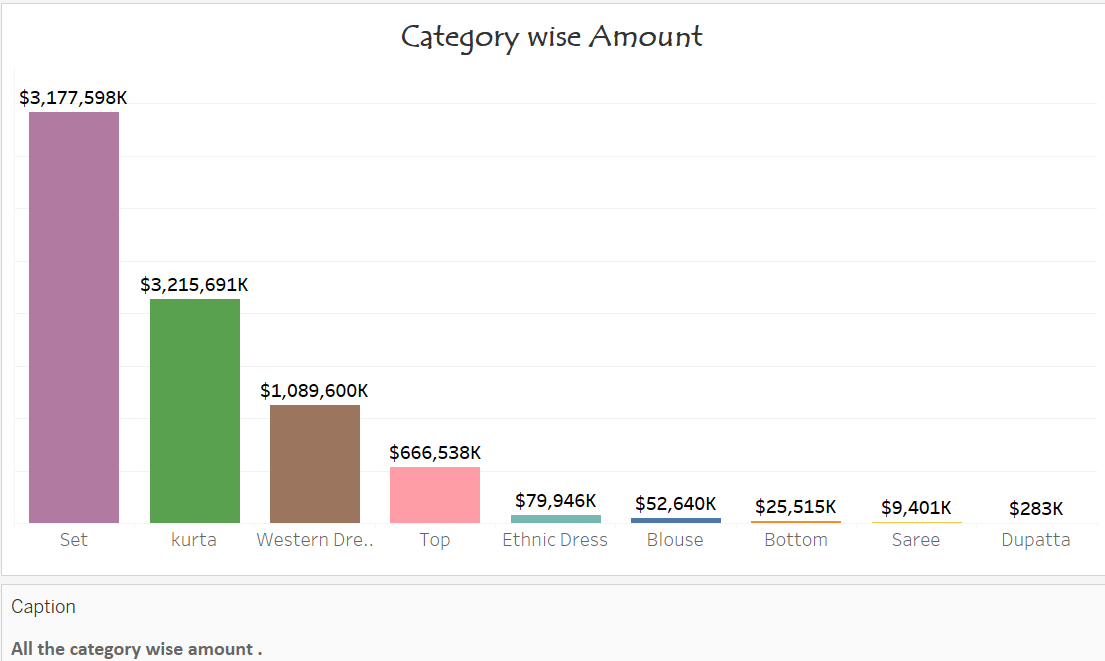 Category wise Amount
$3,177,598K
$3,215,691K
$1,089,600K
$666,538K
$79,946K
$52,640K
$25,515K
$9,401K
$283K
Set kurta Western Dre.. Top Ethnic Dress Blouse Bottom Saree Dupatta
Caption
All the category wise amount .